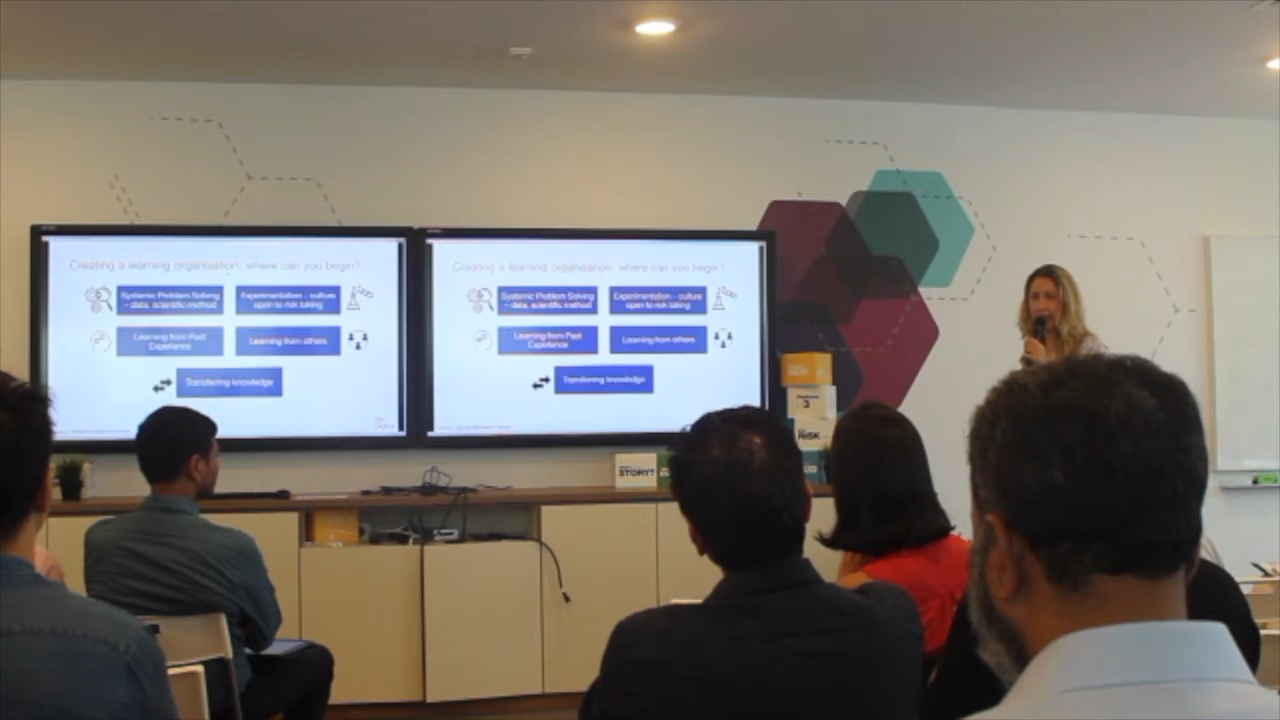 Creating a learning organisation: where can you begin?
Systemic Problem Solving
– data, scientific method
Experimentation – culture
open to risk taking
Learning from Past
Experience
Learning from others
Transferring knowledge
Creating a learning organisation: where can you begin?
Systemic Problem Solving
– data, scientific method
Experimentation – culture
open to risk taking
Learning from Past
Experience
Learning from others
Transferring knowledge
3
RISK
STORY?